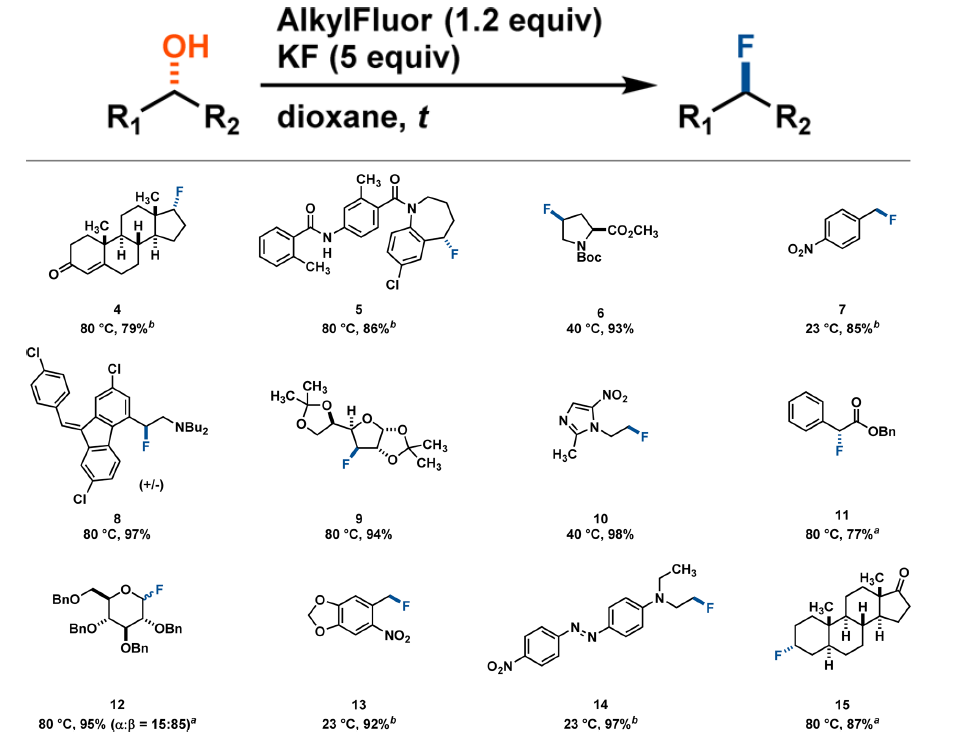 OH
AlkylFluor (1.2 equiv)
KF (5 equiv)
dioxane, t
R1 R2
F
R1 R2
H3C F
H3C
H
H H
O
4
80 °C, 79%b
CH3
O
O
N
N
H
CH3
F
Cl
5
80 °C, 86%b
F
CO2CH3
N
Boc
6
40 °C, 93%
F
O2N
7
23 °C, 85%b
Cl
Cl
NBu2
F
(+/-)
Cl
8
80 °C, 97%
CH3
H3C
O
O
H
O
O
O
CH3
CH3
F
9
80 °C, 94%
NO2
N
N
F
CH3
10
40 °C, 98%
O
OBn
F
11
80 °C, 77%a
BnO
O
F
BnO
OBn
OBn
12
80 °C, 95% (α:β = 15:85)a
O
O
F
NO2
13
23 °C, 92%b
CH3
N
F
N
N
O2N
14
23 °C, 97%b
O
H3C
H3C
H
H H
F
H
15
80 °C, 87%a